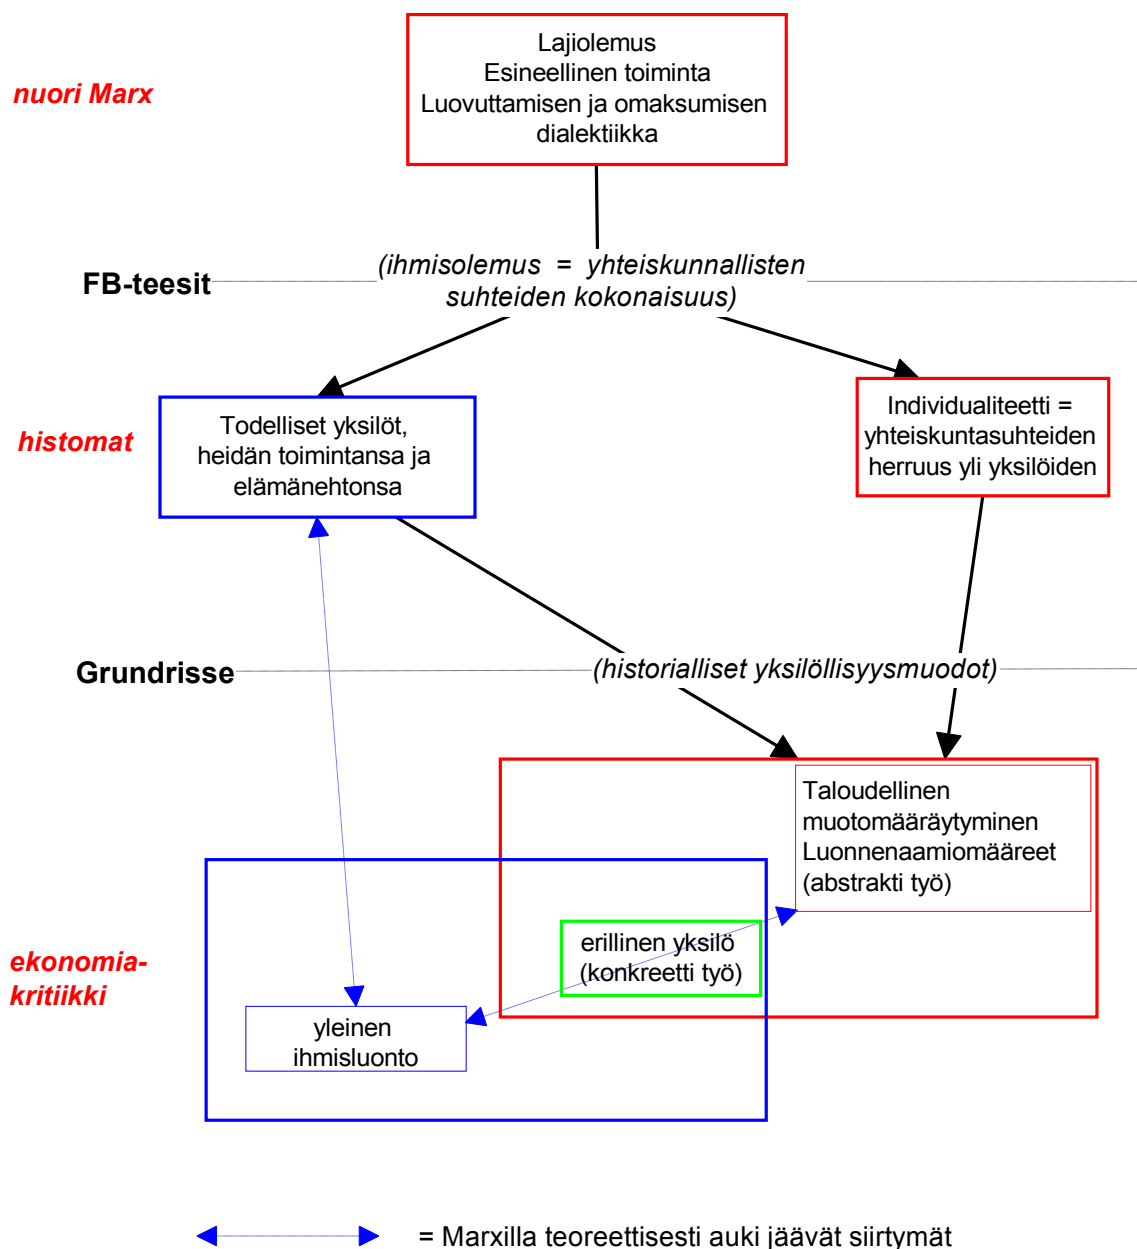 Lajiolemus
Esineellinen toiminta
Luovuttamisen ja omaksumisen
dialektiikka
nuori Marx
(ihmisolemus = yhteiskunnallisten
suhteiden kokonaisuus)
FB-teesit
Todelliset yksilöt,
heidän toimintansa ja
elämänehtonsa
Individualiteetti =
yhteiskuntasuhteiden
herruus yli yksilöiden
histomat
Grundrisse
(historialliset yksilöllisyysmuodot)
Taloudellinen
muotomääräytyminen
Luonnenaamiomääreet
(abstrakti työ)
erillinen yksilö
(konkreetti työ)
ekonomia-
kritiikki
yleinen
ihmisluonto
= Marxilla teoreettisesti auki jäävät siirtymät